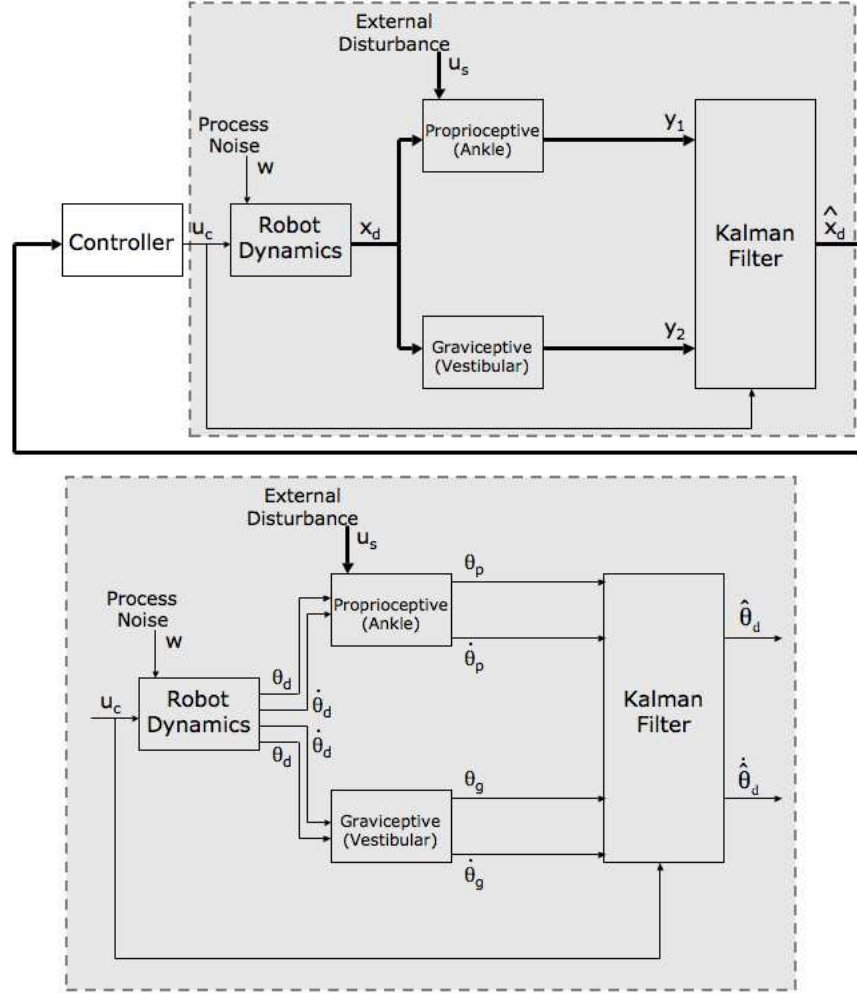 External
Disturbance
u_s
Process
Noise
w
Proprioceptive
(Ankle)
y_1
Controller
u_c
Robot
Dynamics
x_d
Kalman
Filter
x̂_d
Graviceptive
(Vestibular)
y_2
External
Disturbance
u_s
θ_p
Process
Noise
w
Proprioceptive
(Ankle)
θ̇_p
θ̂_d
u_c
Robot
Dynamics
θ_d
θ̇_d
θ̇_d
θ_d
Kalman
Filter
θ_g
Graviceptive
(Vestibular)
θ̇_g
θ̂̇_d